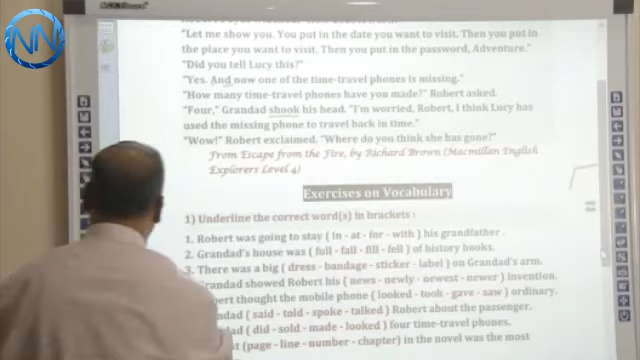 NN
"Let me show you. You put in the date you want to visit. Then you put in
the place you want to visit. Then you put in the password, Adventure."
"Did you tell Lucy this?"
"Yes. And now one of the time-travel phones is missing."
"How many time-travel phones have you made?" Robert asked.
"Four," Grandad shook his head. "I'm worried, Robert, I think Lucy has
used the missing phone to travel back in time."
"Wow!" Robert exclaimed. "Where do you think she has gone?"
From Escape from the Fire, by Richard Brown (Macmillan English
Explorers Level 4)
Exercises on Vocabulary
1) Underline the correct word(s) in brackets :
1. Robert was going to stay ( in - at - for - with ) his grandfather .
2. Grandad's house was ( full - fall - fill - fell ) of history books.
3. There was a big ( dress - bandage - sticker - label ) on Grandad's arm.
Grandad showed Robert his ( news - newly - newest - newer ) invention.
bert thought the mobile phone ( looked - took - gave - saw ) ordinary.
ndad ( said - told - spoke - talked ) Robert about the passenger.
dad ( did - sold - made - looked ) four time-travel phones.
(page - line - number - chapter) in the novel was the most